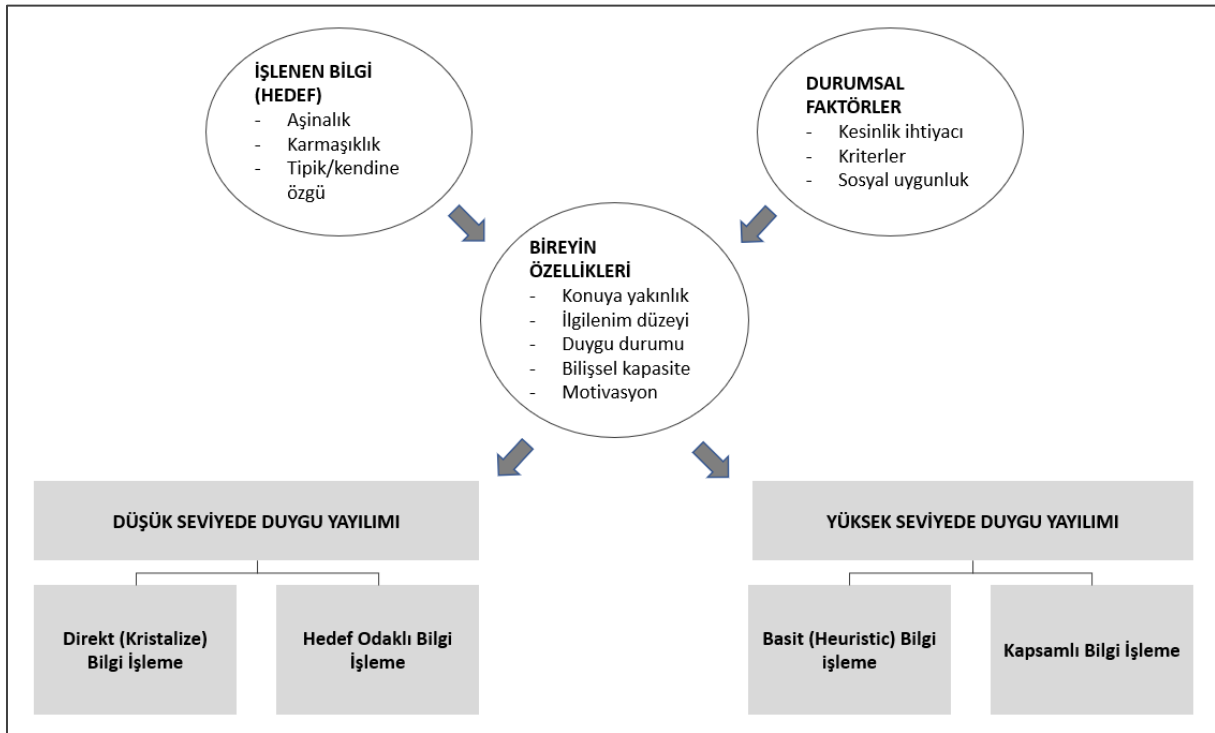 İŞLENEN BİLGİ
(HEDEF)
- Aşinalık
- Karmaşıklık
- Tipik/kendine
özgü
DURUMSAL
FAKTÖRLER
- Kesinlik ihtiyacı
- Kriterler
- Sosyal uygunluk
BİREYİN
ÖZELLİKLERİ
- Konuya yakınlık
- İlgilenim düzeyi
- Duygu durumu
- Bilişsel kapasite
- Motivasyon
DÜŞÜK SEVİYEDE DUYGU YAYILIMI
YÜKSEK SEVİYEDE DUYGU YAYILIMI
Direkt (Kristalize)
Bilgi İşleme
Hedef Odaklı Bilgi
İşleme
Basit (Heuristic) Bilgi
işleme
Kapsamlı Bilgi İşleme